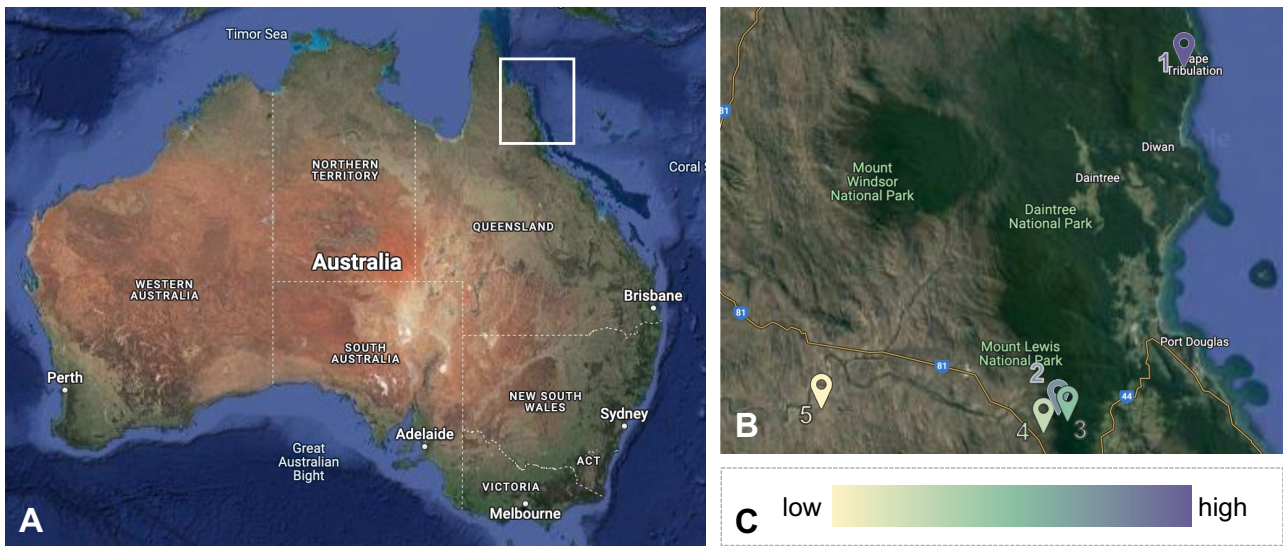 Timor Sea
NORTHERN
TERRITORY
QUEENSLAND
Coral S
Australia
WESTERN
AUSTRALIA
Brisbane
SOUTH
AUSTRALIA
Perth
NEW SOUTH
WALES
Sydney
Adelaide
Great
Australian
Bight
ACT
VICTORIA
Melbourne
A
1
ape
Tribulation
81
Diwan
Mount
Windsor
National Park
Daintree
Daintree
National Park
81
Mount Lewis
National Park
Port Douglas
81
2
44
5
4
3
B
C
low
high